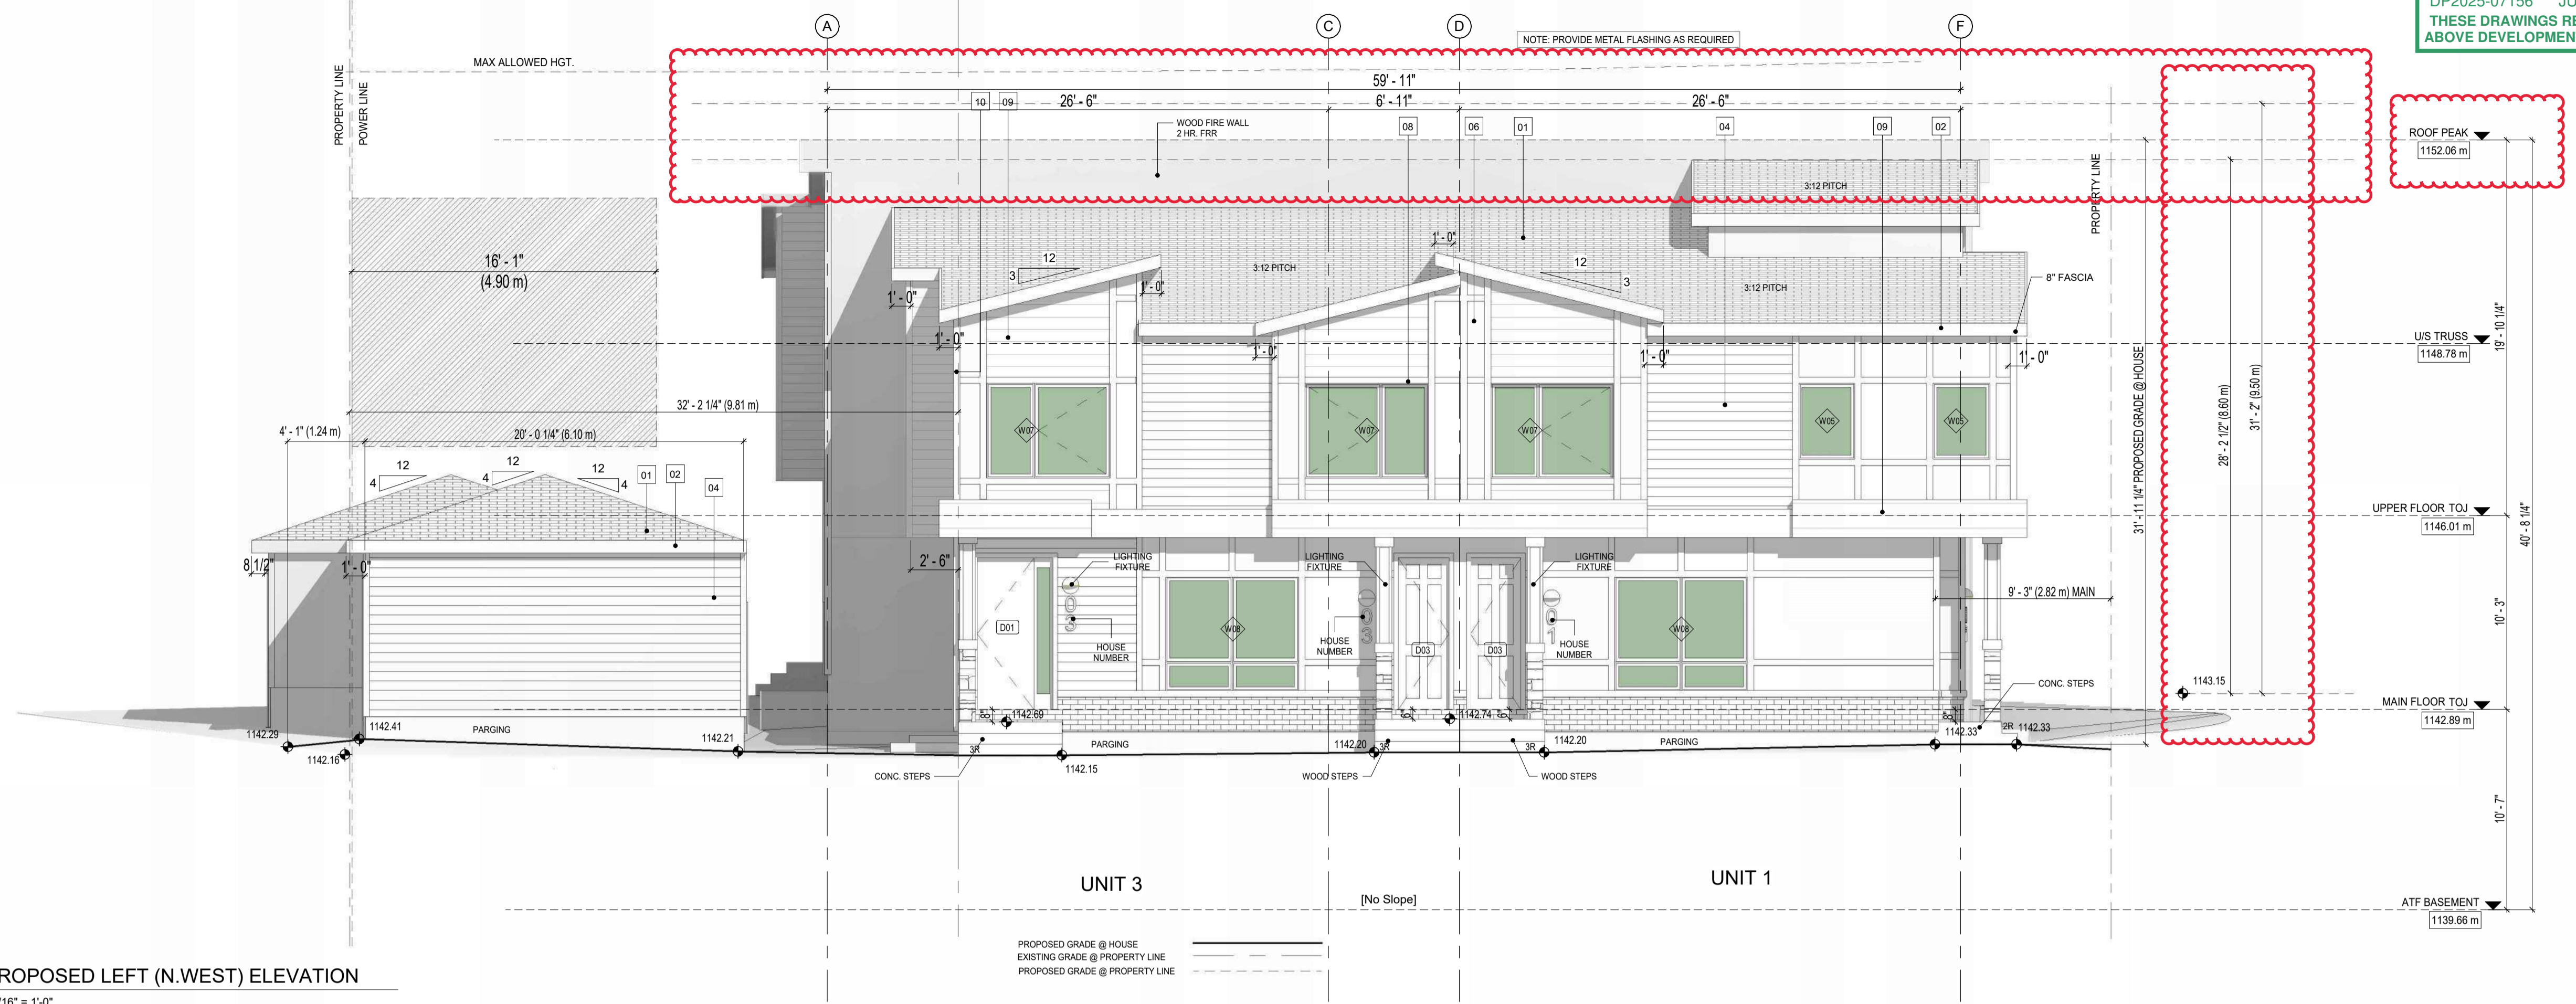 DP2025-07156
THESE DRAWINGS RE
ABOVE DEVELOPMEN
A
C
D
F
NOTE: PROVIDE METAL FLASHING AS REQUIRED
PROPERTY LINE
POWER LINE
MAX ALLOWED HGT.
59' - 11"
26' - 6"
6' - 11"
26' - 6"
10
09
08
06
01
04
09
02
WOOD FIRE WALL
2 HR. FRR
ROOF PEAK
1152.06 m
PROPERTY LINE
3:12 PITCH
16' - 1"
(4.90 m)
1' - 0"
12
3
3:12 PITCH
12
3
3:12 PITCH
8" FASCIA
1' - 0"
1' - 0"
1' - 0"
1' - 0"
1' - 0"
1' - 0"
U/S TRUSS
1148.78 m
19' - 10 1/4"
31' - 11 1/4" PROPOSED GRADE @ HOUSE
28' - 2 1/2" (8.60 m)
31' - 2" (9.50 m)
32' - 2 1/4" (9.81 m)
4' - 1" (1.24 m)
20' - 0 1/4" (6.10 m)
W07
W07
W07
W05
W05
12
4
12
4
12
4
01
02
04
UPPER FLOOR TOJ
1146.01 m
40' - 8 1/4"
8 1/2"
1' - 0"
2' - 6"
LIGHTING
FIXTURE
LIGHTING
FIXTURE
LIGHTING
FIXTURE
9' - 3" (2.82 m) MAIN
10' - 3"
D01
W08
D03
D03
W08
HOUSE
NUMBER
HOUSE
NUMBER
HOUSE
NUMBER
CONC. STEPS
1143.15
MAIN FLOOR TOJ
1142.89 m
8"
1142.69
6"
1142.74
6"
8"
1142.29
1142.41
PARGING
1142.21
1142.16
3R
PARGING
1142.15
1142.20
3R
3R
1142.20
PARGING
1142.33
2R
1142.33
CONC. STEPS
WOOD STEPS
WOOD STEPS
10' - 7"
UNIT 3
UNIT 1
[No Slope]
ATF BASEMENT
1139.66 m
PROPOSED GRADE @ HOUSE
EXISTING GRADE @ PROPERTY LINE
PROPOSED GRADE @ PROPERTY LINE
ROPOSED LEFT (N.WEST) ELEVATION
/16" = 1'-0"